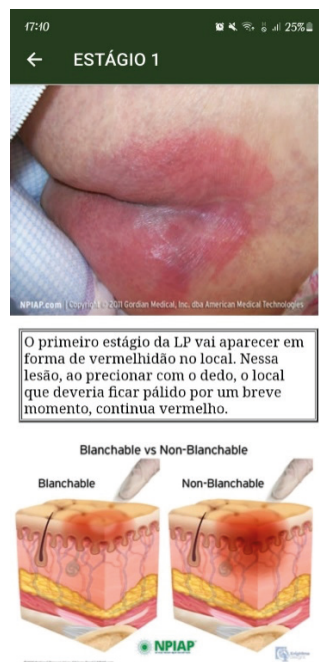 17:10
25%
ESTÁGIO 1
NPIAP.com | Copyright © 2011 Gordian Medical, Inc. dba American Medical Technologies
O primeiro estágio da LP vai aparecer em
forma de vermelhidão no local. Nessa
lesão, ao precionar com o dedo, o local
que deveria ficar pálido por um breve
momento, continua vermelho.
Blanchable vs Non-Blanchable
Blanchable
Non-Blanchable
NPIAP